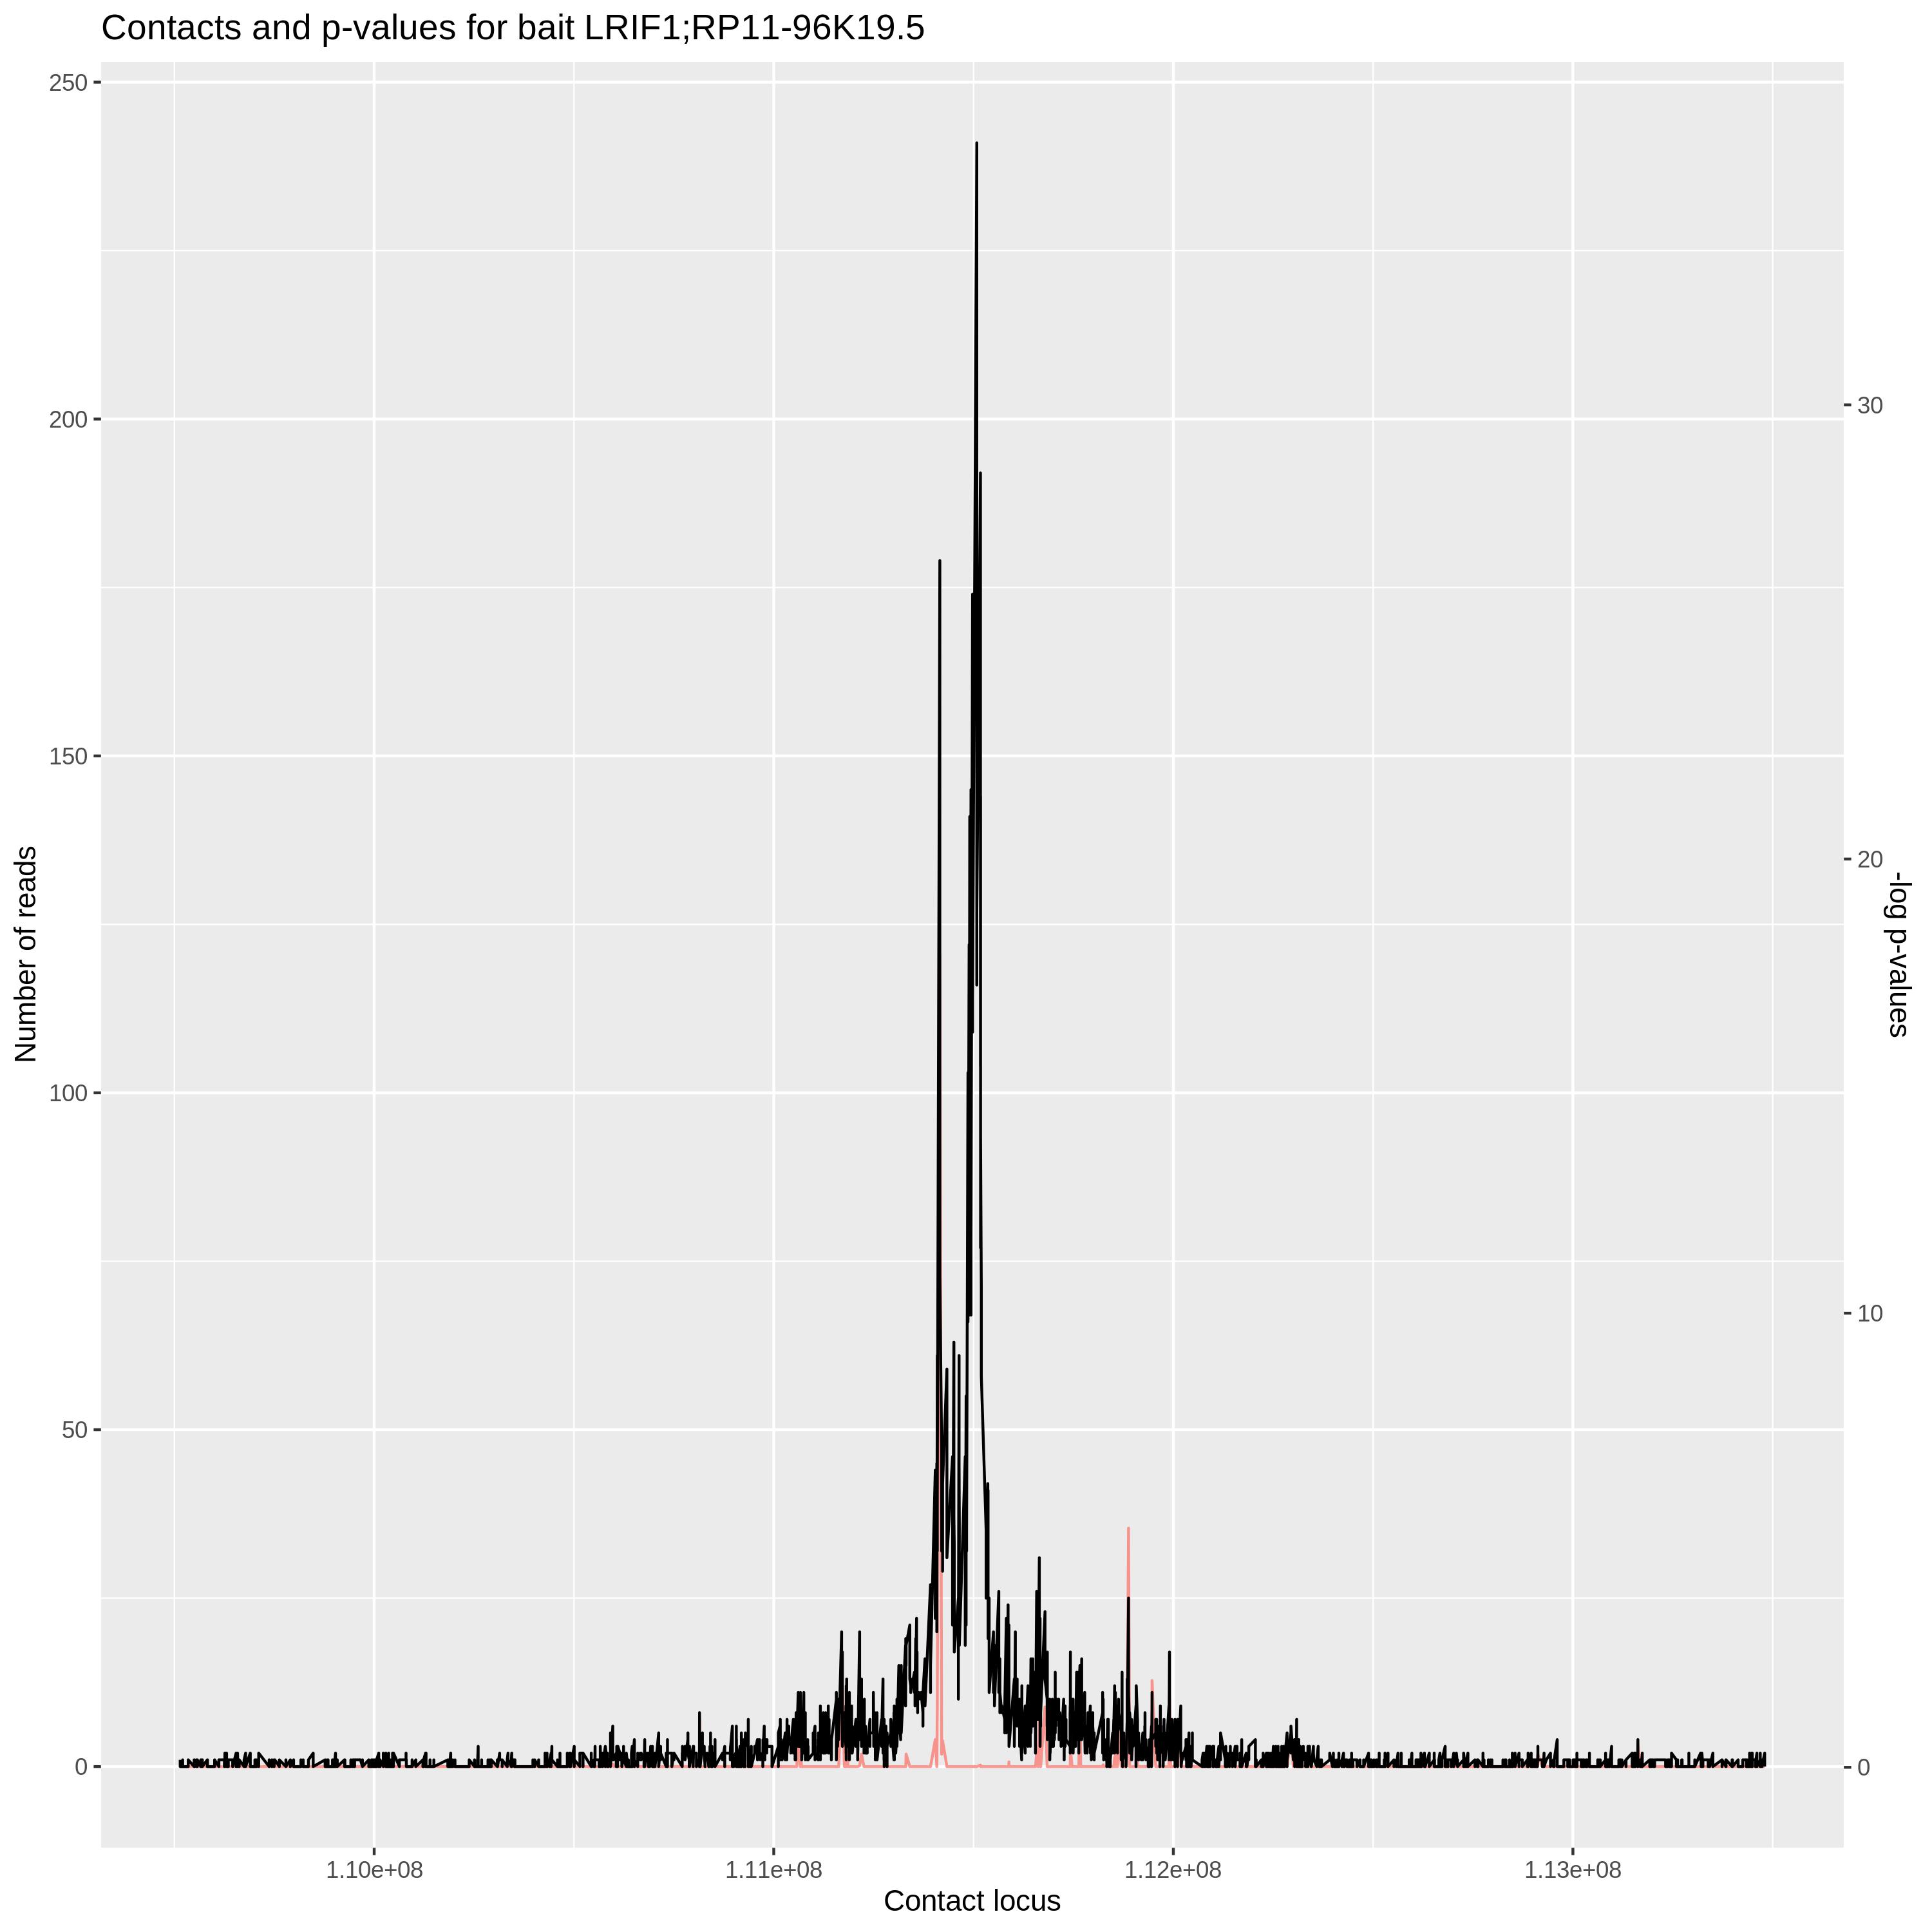 Contacts and p-values for bait LRIF1;RP11-96K19.5
250
200
150
100
50
0
Number of reads
30
20
10
0
-log p-values
1.10e+08
1.11e+08
1.12e+08
1.13e+08
Contact locus